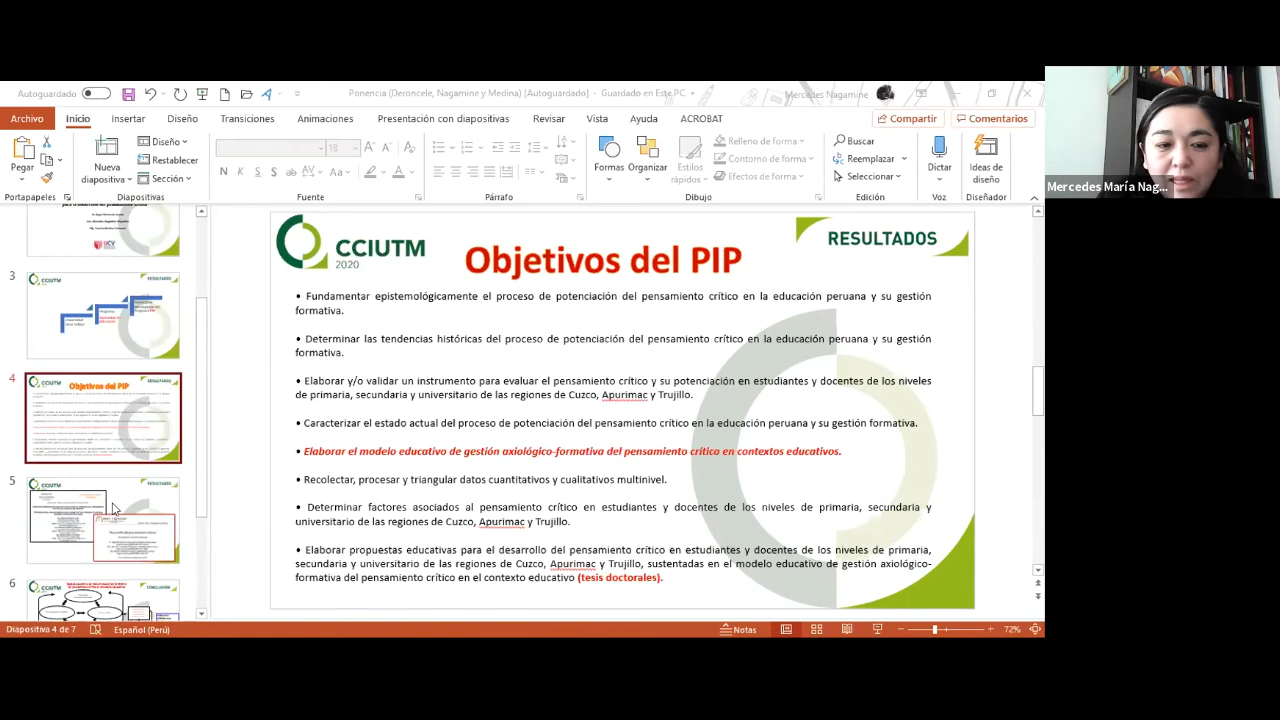 Autoguardado
Ponencia (Deroncele, Nagamine y Medina) [Autoguardado] - Guardado en Este PC
Mercedes Nagamine
Archivo Inicio Insertar Diseño Transiciones Animaciones Presentación con diapositivas Revisar Vista Ayuda ACROBAT Compartir Comentarios
Pegar
Nueva diapositiva
Diseño
Restablecer
Sección
18
N K S S
Formas
Organizar
Estilos rápidos
Relleno de forma
Contorno de forma
Efectos de forma
Buscar
Reemplazar
Seleccionar
Dictar
Ideas de diseño
Portapapeles Diapositivas Fuente Párrafo Dibujo Edición Voz Diseñador
Mercedes María Nag...
3
4
Objetivos del PIP
5
6
CCIUTM
2020
Objetivos del PIP
RESULTADOS
• Fundamentar epistemológicamente el proceso de potenciación del pensamiento crítico en la educación peruana y su gestión
formativa.
• Determinar las tendencias históricas del proceso de potenciación del pensamiento crítico en la educación peruana y su gestión
formativa.
• Elaborar y/o validar un instrumento para evaluar el pensamiento crítico y su potenciación en estudiantes y docentes de los niveles
de primaria, secundaria y universitario de las regiones de Cuzco, Apurimac y Trujillo.
• Caracterizar el estado actual del proceso de potenciación del pensamiento crítico en la educación peruana y su gestión formativa.
• Elaborar el modelo educativo de gestión axiológico-formativa del pensamiento crítico en contextos educativos.
• Recolectar, procesar y triangular datos cuantitativos y cualitativos multinivel.
• Determinar factores asociados al pensamiento crítico en estudiantes y docentes de los niveles de primaria, secundaria y
universitario de las regiones de Cuzco, Apurimac y Trujillo.
Elaborar propuestas educativas para el desarrollo del pensamiento crítico en estudiantes y docentes de los niveles de primaria,
secundaria y universitario de las regiones de Cuzco, Apurimac y Trujillo, sustentadas en el modelo educativo de gestión axiológico-
formativa del pensamiento crítico en el contexto educativo (tesis doctorales).
Diapositiva 4 de 7 Español (Perú) Notas 72%